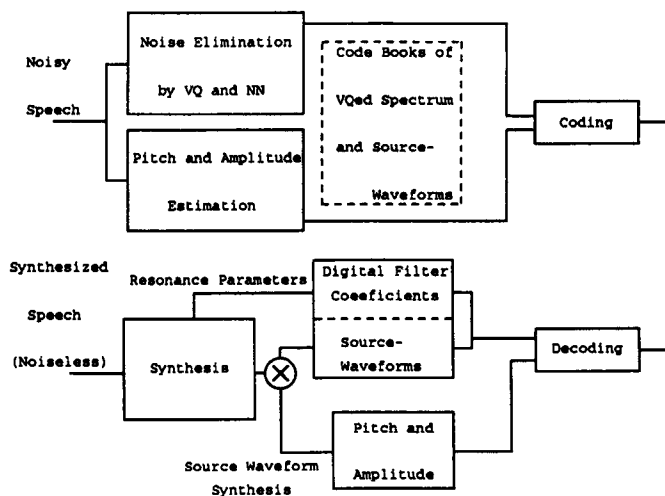 Noisy
Speech
Noise Elimination
by VQ and NN
Pitch and Amplitude
Estimation
Code Books of
VQed Spectrum
and Source-
Waveforms
Coding
Synthesized
Speech
(Noiseless)
Resonance Parameters
Synthesis
Digital Filter
Coeeficients
Source-
Waveforms
Decoding
Pitch and
Amplitude
Source Waveform
Synthesis